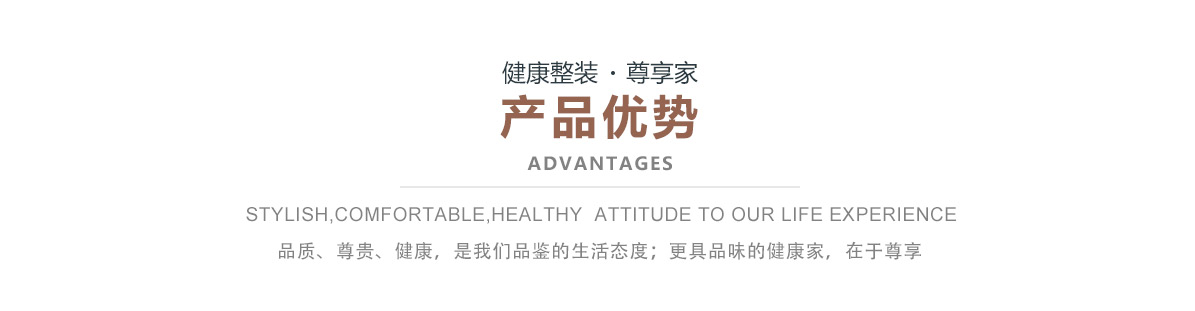 健康整装 · 尊享家
产品优势
ADVANTAGES
STYLISH,COMFORTABLE,HEALTHY  ATTITUDE TO OUR LIFE EXPERIENCE
品质、尊贵、健康，是我们品鉴的生活态度；更具品味的健康家，在于尊享